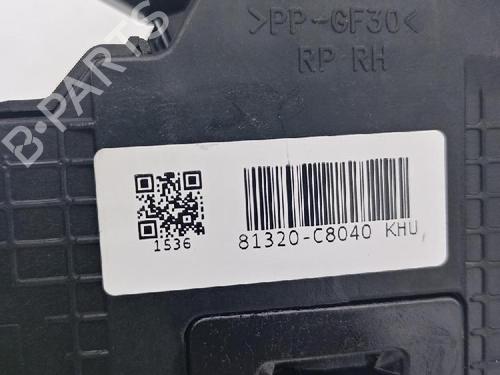 >PP-GF30<
RP RH
B-PARTS
1536
81320-C8040 KHU